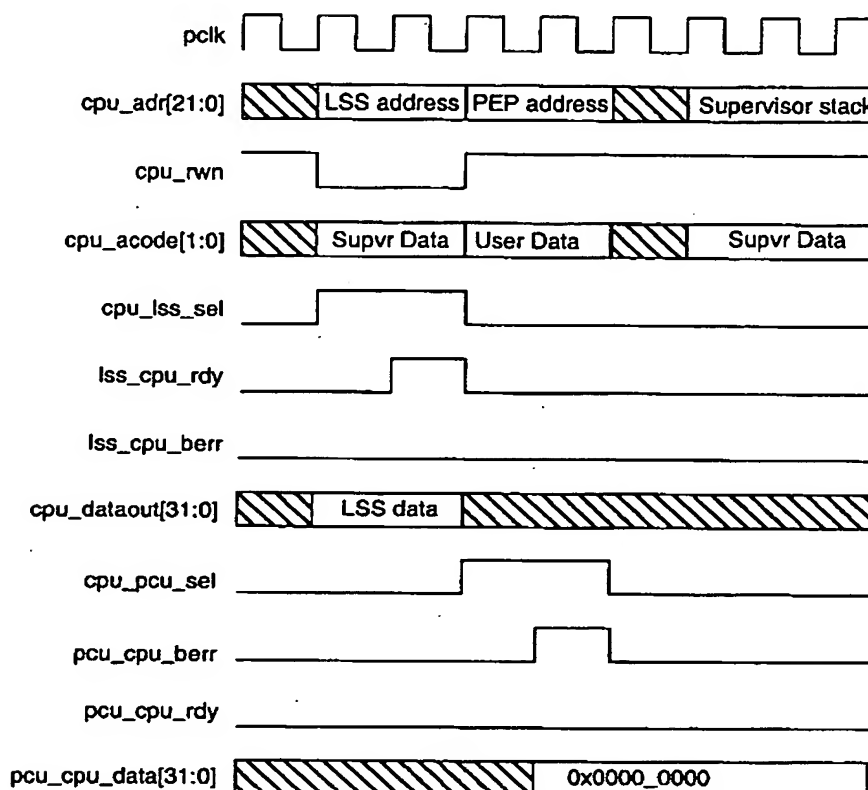 pclk
cpu_adr[21:0] LSS address PEP address Supervisor stack
cpu_rwn
cpu_acode[1:0] Supvr Data User Data Supvr Data
cpu_lss_sel
lss_cpu_rdy
lss_cpu_berr
cpu_dataout[31:0] LSS data
cpu_pcu_sel
pcu_cpu_berr
pcu_cpu_rdy
pcu_cpu_data[31:0] 0x0000_0000